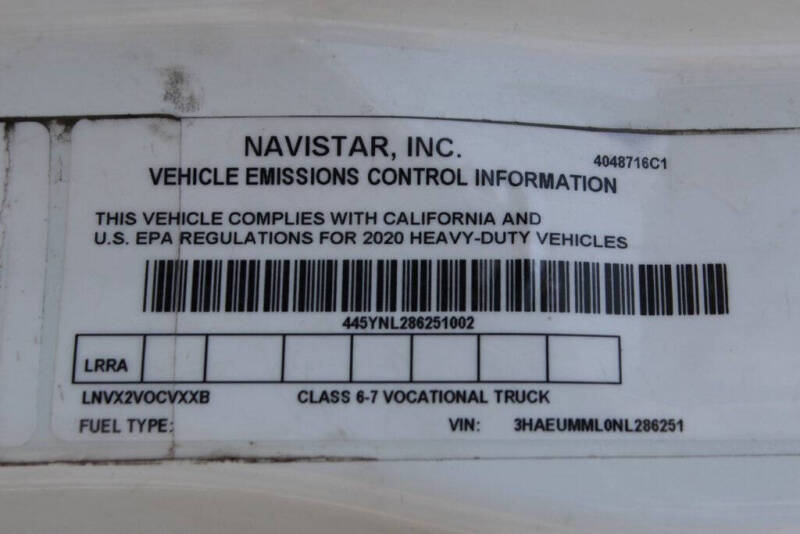 NAVISTAR, INC.
4048716C1
VEHICLE EMISSIONS CONTROL INFORMATION
THIS VEHICLE COMPLIES WITH CALIFORNIA AND
U.S. EPA REGULATIONS FOR 2020 HEAVY-DUTY VEHICLES
445YNL286251002
LRRA
LNVX2VOCVXXB CLASS 6-7 VOCATIONAL TRUCK
FUEL TYPE: VIN: 3HAEUMML0NL286251